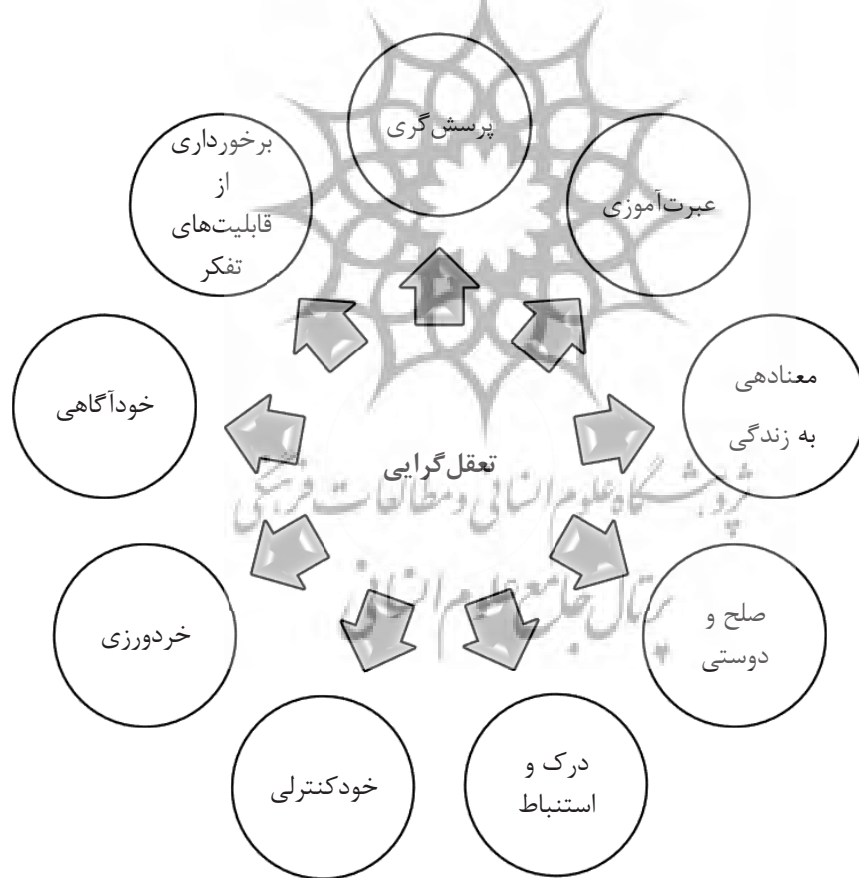 پرسش‌گری
عبرت‌آموزی
معنادهی
به زندگی
صلح و
دوستی
درک و
استنباط
خودکنترلی
خردورزی
خودآگاهی
برخورداری
از
قابلیت‌های
تفکر
تعقل‌گرایی
پژوهشگاه علوم انسانی و مطالعات فرهنگی
پرتال جامع علوم انسانی